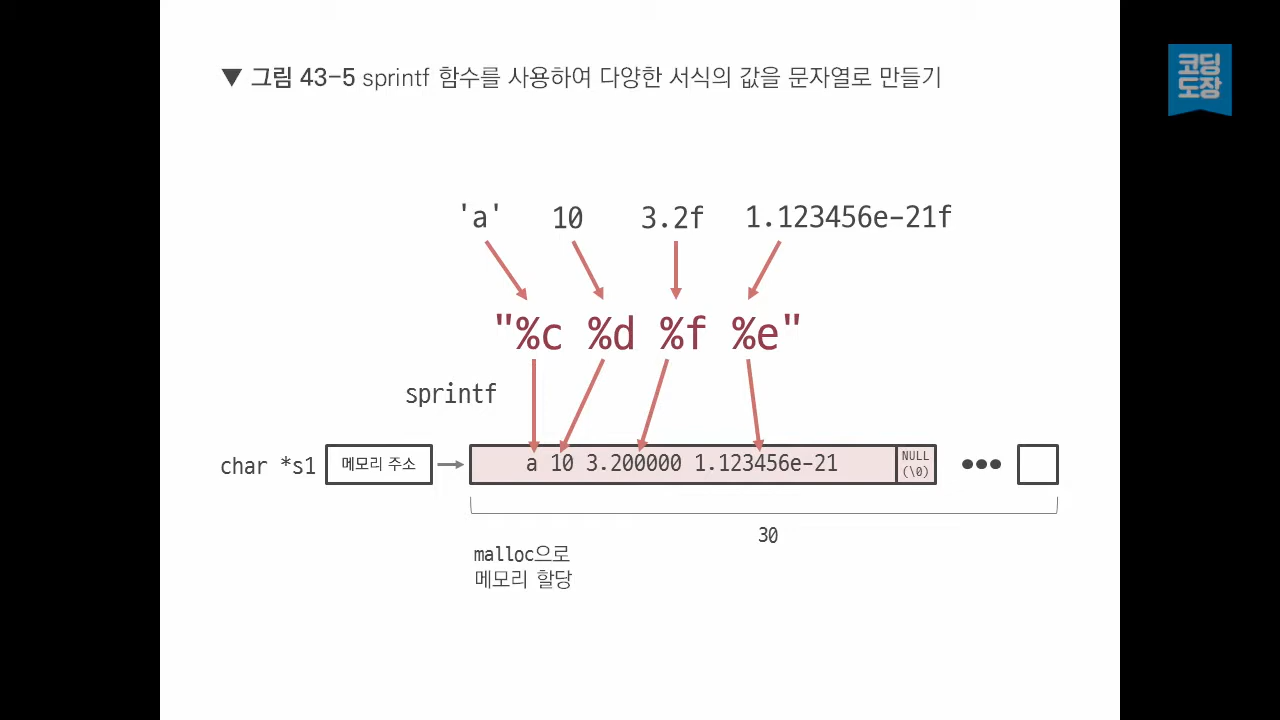 ▼ 그림 43-5 sprintf 함수를 사용하여 다양한 서식의 값을 문자열로 만들기
코딩
도장
'a' 10 3.2f 1.123456e-21f
"%c %d %f %e"
sprintf
char *s1 메모리 주소 a 10 3.200000 1.123456e-21 NULL
(\0)
30
malloc으로
메모리 할당